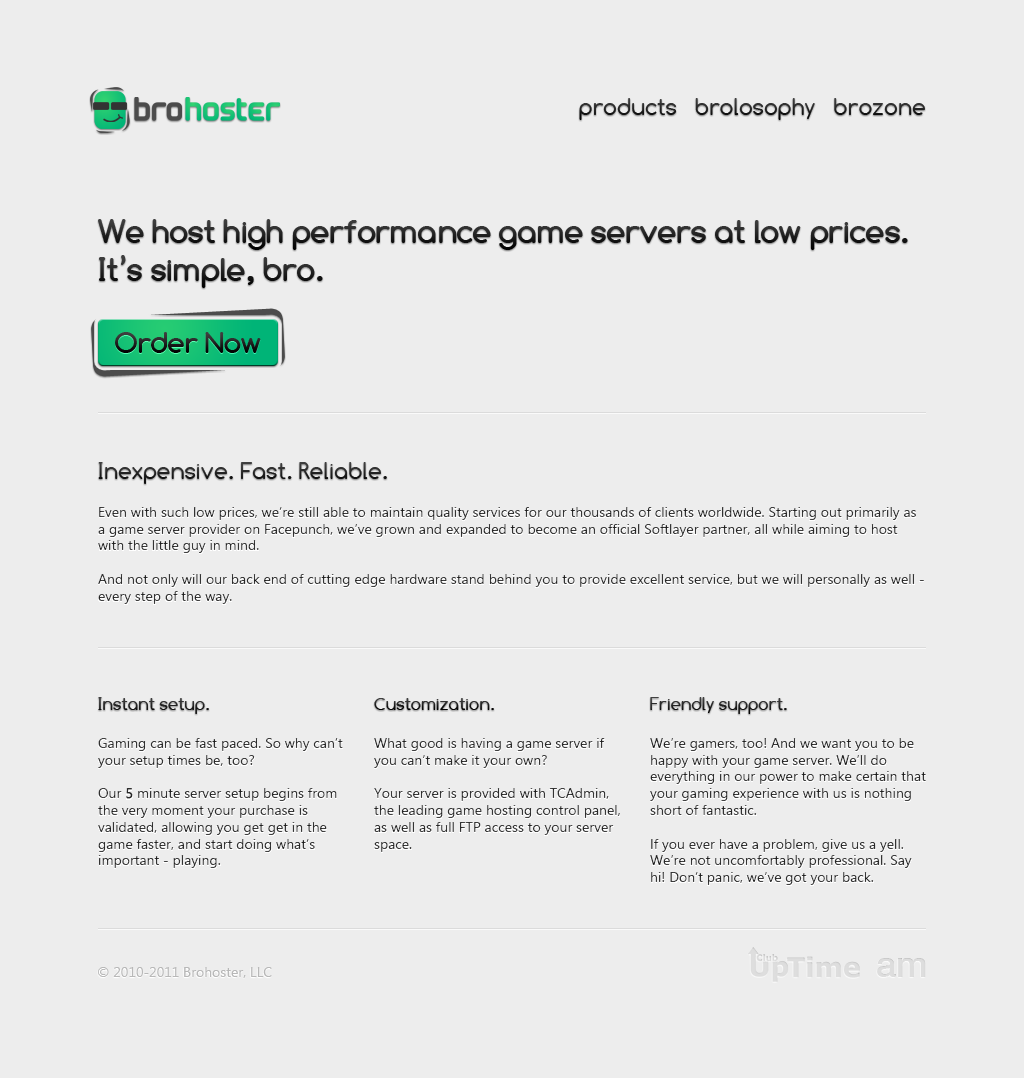 brohoster
products brolosophy brozone
We host high performance game servers at low prices.
It's simple, bro.
Order Now
Inexpensive. Fast. Reliable.
Even with such low prices, we're still able to maintain quality services for our thousands of clients worldwide. Starting out primarily as
a game server provider on Facepunch, we've grown and expanded to become an official Softlayer partner, all while aiming to host
with the little guy in mind.
And not only will our back end of cutting edge hardware stand behind you to provide excellent service, but we will personally as well -
every step of the way.
Instant setup.
Gaming can be fast paced. So why can't
your setup times be, too?
Our 5 minute server setup begins from
the very moment your purchase is
validated, allowing you get get in the
game faster, and start doing what's
important - playing.
Customization.
What good is having a game server if
you can't make it your own?
Your server is provided with TCAdmin,
the leading game hosting control panel,
as well as full FTP access to your server
space.
Friendly support.
We're gamers, too! And we want you to be
happy with your game server. We'll do
everything in our power to make certain that
your gaming experience with us is nothing
short of fantastic.
If you ever have a problem, give us a yell.
We're not uncomfortably professional. Say
hi! Don't panic, we've got your back.
© 2010-2011 Brohoster, LLC
Club
UpTime
am